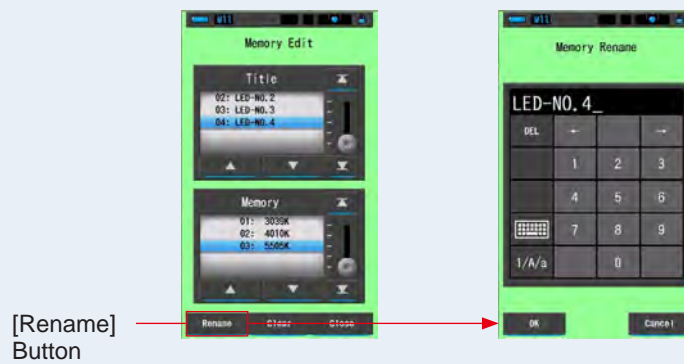 Memory Edit
Title
02: LED-NO.2
03: LED-NO.3
04: LED-NO.4
Memory
01: 3039K
02: 4010K
03: 5505K
Rename Clear Close
[Rename]
Button
Memory Rename
LED-NO.4_
DEL ← →
1 2 3
4 5 6
7 8 9
1/A/a 0
OK Cancel